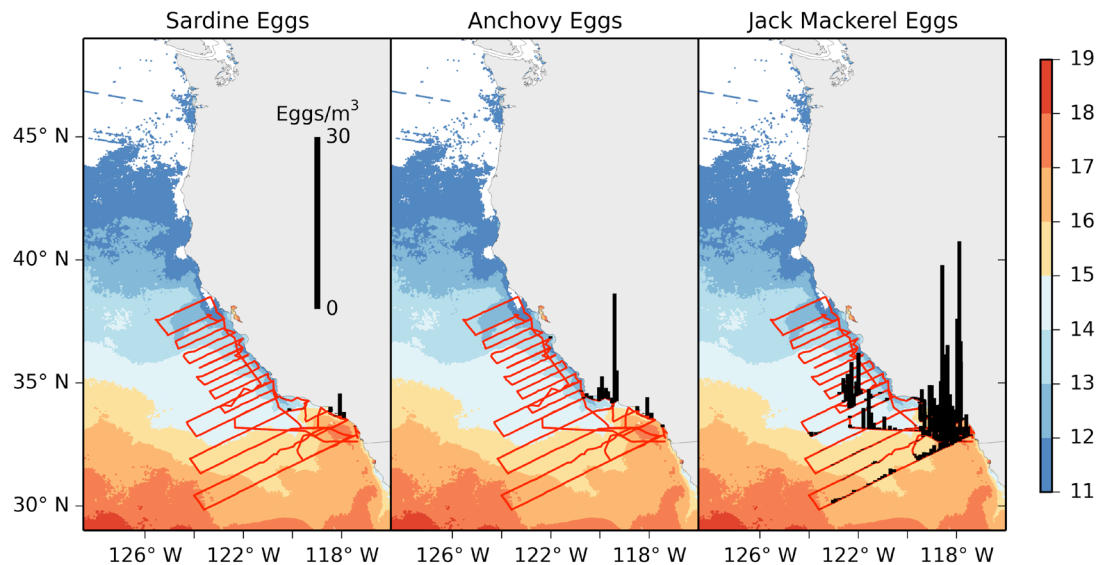 Sardine Eggs
Anchovy Eggs
Jack Mackerel Eggs
Eggs/m³
30
0
45° N
40° N
35° N
30° N
126° W
122° W
118° W
126° W
122° W
118° W
126° W
122° W
118° W
19
18
17
16
15
14
13
12
11